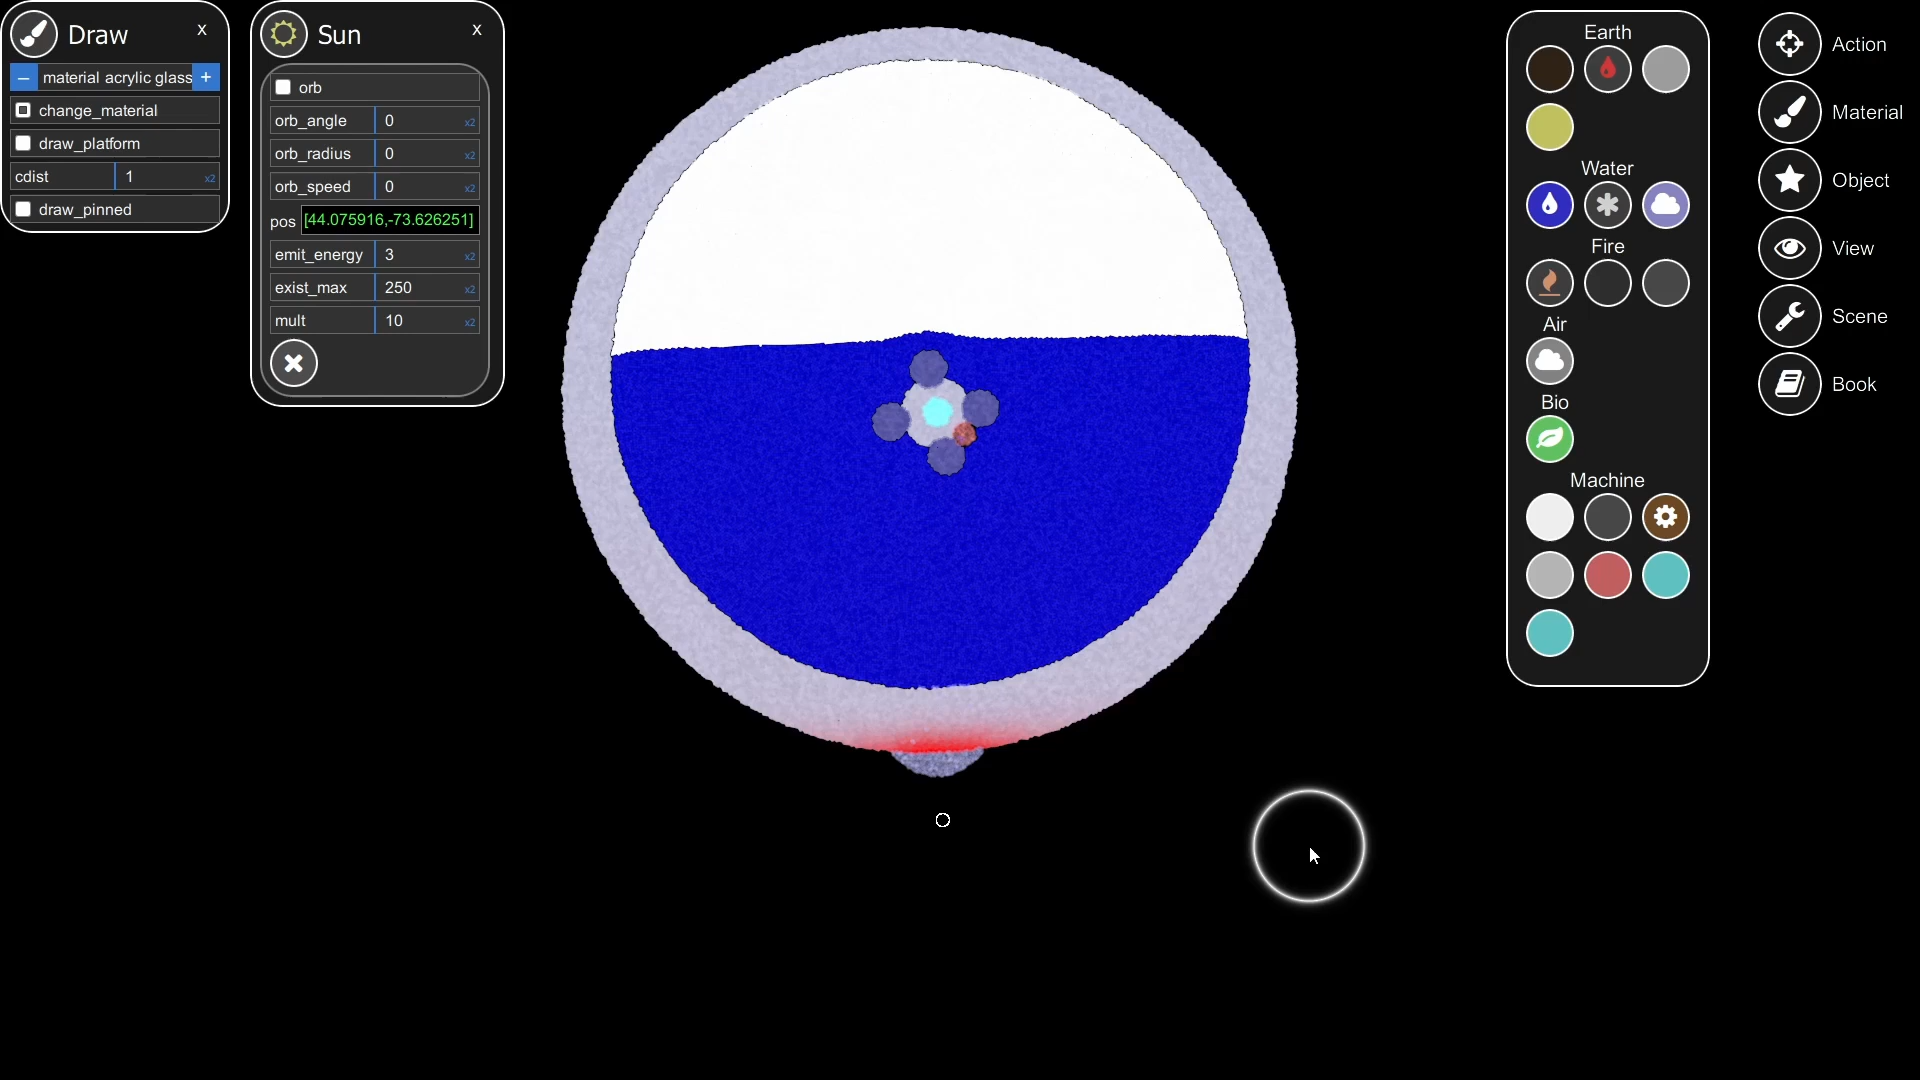 Draw
x
– material acrylic glass +
change_material
draw_platform
cdist 1 x2
draw_pinned
Sun
x
orb
orb_angle 0 x2
orb_radius 0 x2
orb_speed 0 x2
pos [44.075916,-73.626251]
emit_energy 3 x2
exist_max 250 x2
mult 10 x2
Earth
Water
Fire
Air
Bio
Machine
Action
Material
Object
View
Scene
Book